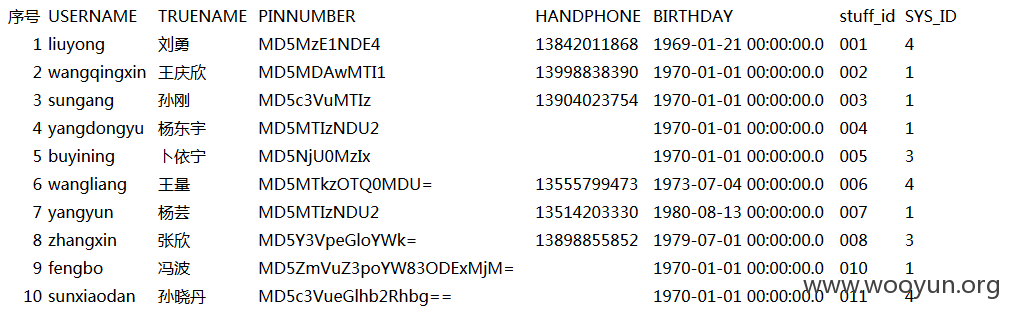 序号 USERNAME TRUENAME PINNUMBER HANDPHONE BIRTHDAY stuff_id SYS_ID
1 liuyong 刘勇 MD5MzE1NDE4 13842011868 1969-01-21 00:00:00.0 001 4
2 wangqingxin 王庆欣 MD5MDAwMTI1 13998838390 1970-01-01 00:00:00.0 002 1
3 sungang 孙刚 MD5c3VuMTIz 13904023754 1970-01-01 00:00:00.0 003 1
4 yangdongyu 杨东宇 MD5MTIzNDU2 1970-01-01 00:00:00.0 004 1
5 buyining 卜依宁 MD5NjU0MzIx 1970-01-01 00:00:00.0 005 3
6 wangliang 王量 MD5MTkzOTQ0MDU= 13555799473 1973-07-04 00:00:00.0 006 4
7 yangyun 杨芸 MD5MTIzNDU2 13514203330 1980-08-13 00:00:00.0 007 1
8 zhangxin 张欣 MD5Y3VpeGloYWk= 13898855852 1979-07-01 00:00:00.0 008 3
9 fengbo 冯波 MD5ZmVuZ3poYW83ODExMjM= 1970-01-01 00:00:00.0 010 1
10 sunxiaodan 孙晓丹 MD5c3VueGlhb2Rhbg== 1970-01-01 00:00:00.0 011 4
www.wooyun.org